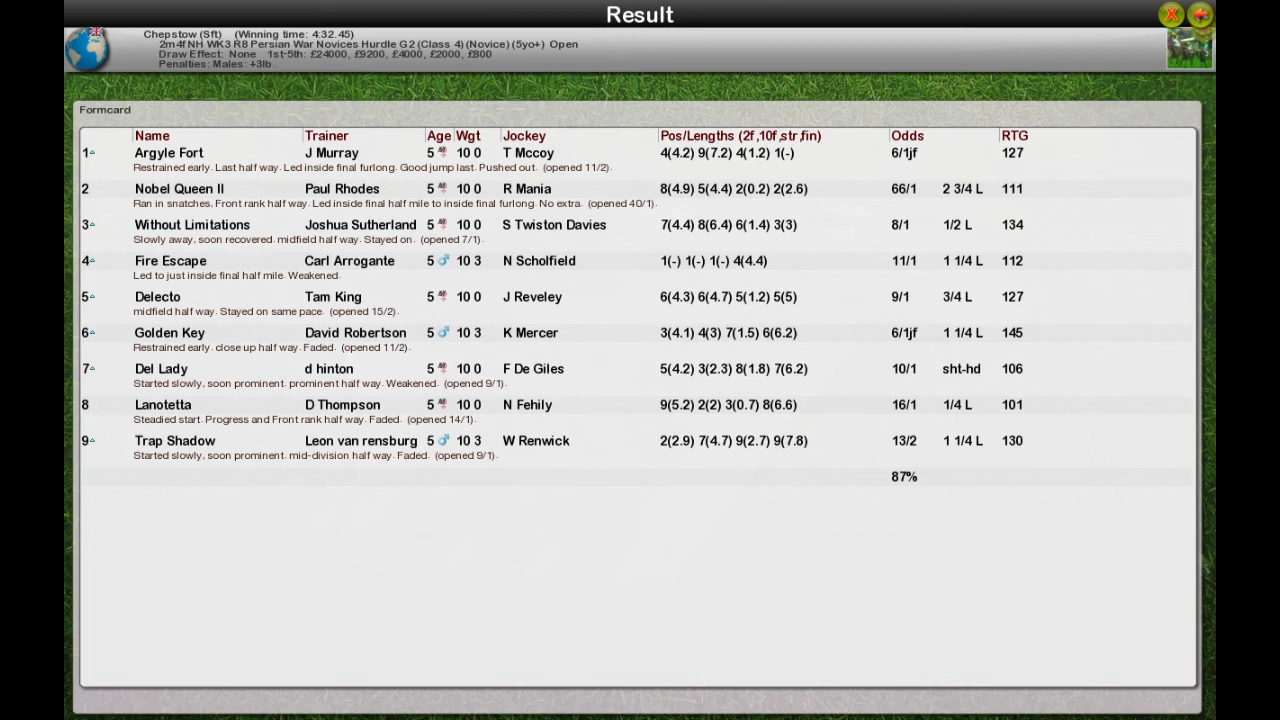 Result
Chepstow (Sft) (Winning time: 4:32.45)
2m4f NH WK3 R8 Persian War Novices Hurdle G2 (Class 4) (Novice) (5yo+) Open
Draw Effect: None 1st-5th: £24000, £9200, £4000, £2000, £800
Penalties: Males: +3lb
Formcard
Name Trainer Age Wgt Jockey Pos/Lengths (2f,10f,str,fin) Odds RTG
1 Argyle Fort J Murray 5 10 0 T Mccoy 4(4.2) 9(7.2) 4(1.2) 1(-) 6/1jf 127
Restrained early. Last half way. Led inside final furlong. Good jump last. Pushed out. (opened 11/2).
2 Nobel Queen II Paul Rhodes 5 10 0 R Mania 8(4.9) 5(4.4) 2(0.2) 2(2.6) 66/1 2 3/4 L 111
Ran in snatches, Front rank half way. Led inside final half mile to inside final furlong. No extra. (opened 40/1).
3 Without Limitations Joshua Sutherland 5 10 0 S Twiston Davies 7(4.4) 8(6.4) 6(1.4) 3(3) 8/1 1/2 L 134
Slowly away, soon recovered. midfield half way. Stayed on. (opened 7/1).
4 Fire Escape Carl Arrogante 5 10 3 N Scholfield 1(-) 1(-) 1(-) 4(4.4) 11/1 1 1/4 L 112
Led to just inside final half mile. Weakened.
5 Delecto Tam King 5 10 0 J Reveley 6(4.3) 6(4.7) 5(1.2) 5(5) 9/1 3/4 L 127
midfield half way. Stayed on same pace. (opened 15/2).
6 Golden Key David Robertson 5 10 3 K Mercer 3(4.1) 4(3) 7(1.5) 6(6.2) 6/1jf 1 1/4 L 145
Restrained early. close up half way. Faded. (opened 11/2).
7 Del Lady d hinton 5 10 0 F De Giles 5(4.2) 3(2.3) 8(1.8) 7(6.2) 10/1 sht-hd 106
Started slowly, soon prominent. prominent half way. Weakened. (opened 9/1).
8 Lanotetta D Thompson 5 10 0 N Fehily 9(5.2) 2(2) 3(0.7) 8(6.6) 16/1 1/4 L 101
Steadied start. Progress and Front rank half way. Faded. (opened 14/1).
9 Trap Shadow Leon van rensburg 5 10 3 W Renwick 2(2.9) 7(4.7) 9(2.7) 9(7.8) 13/2 1 1/4 L 130
Started slowly, soon prominent. mid-division half way. Faded. (opened 9/1).
87%